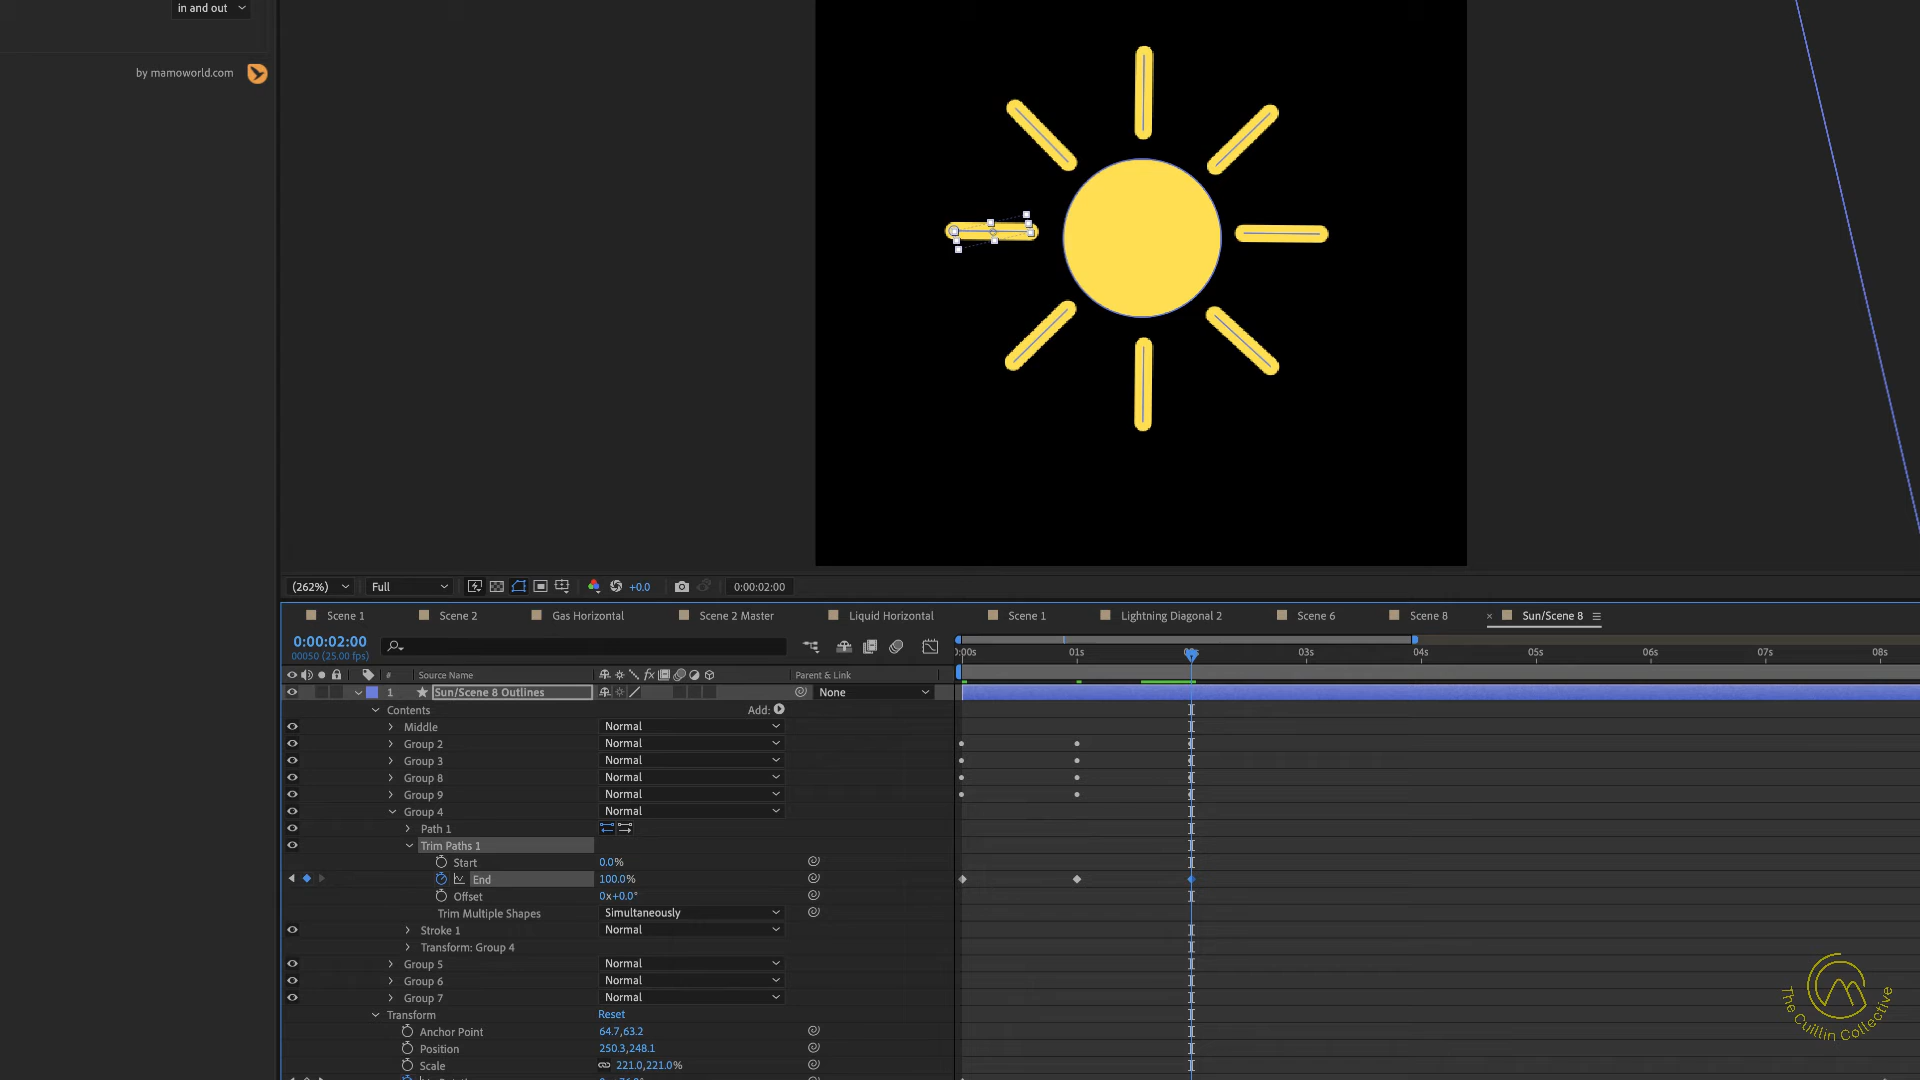 in and out
by mamoworld.com
(262%) Full +0.0 0:00:02:00
Scene 1 Scene 2 Gas Horizontal Scene 2 Master Liquid Horizontal Scene 1 Lightning Diagonal 2 Scene 6 Scene 8 × Sun/Scene 8
0:00:02:00
00050 (25.00 fps)
0:00s 01s 03s 04s 05s 06s 07s 08s
# Source Name Parent & Link
1 Sun/Scene 8 Outlines None
Contents Add:
Middle Normal
Group 2 Normal
Group 3 Normal
Group 8 Normal
Group 9 Normal
Group 4 Normal
Path 1
Trim Paths 1
Start 0.0%
End 100.0%
Offset 0x+0.0°
Trim Multiple Shapes Simultaneously
Stroke 1 Normal
Transform: Group 4
Group 5 Normal
Group 6 Normal
Group 7 Normal
Transform Reset
Anchor Point 64.7,63.2
Position 250.3,248.1
Scale 221.0,221.0%
The Cuillin Collective